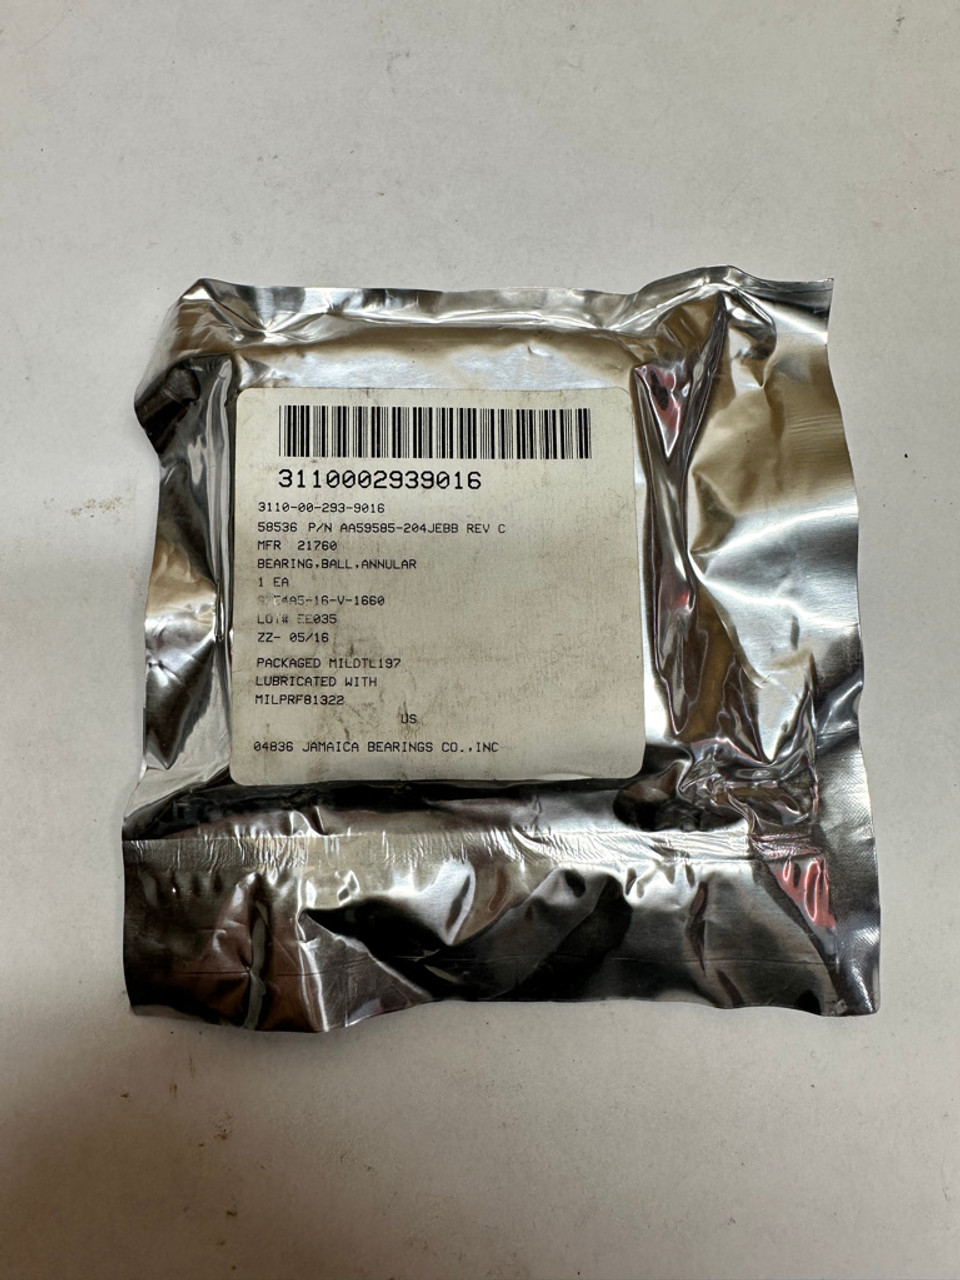 3110002939016
3110-00-293-9016
58536 P/N AA59585-204JEBB REV C
MFR 21760
BEARING,BALL,ANNULAR
1 EA
LOT# EE035
ZZ- 05/16
PACKAGED MILDTL197
LUBRICATED WITH
MILPRF81322
US
04836 JAMAICA BEARINGS CO.,INC